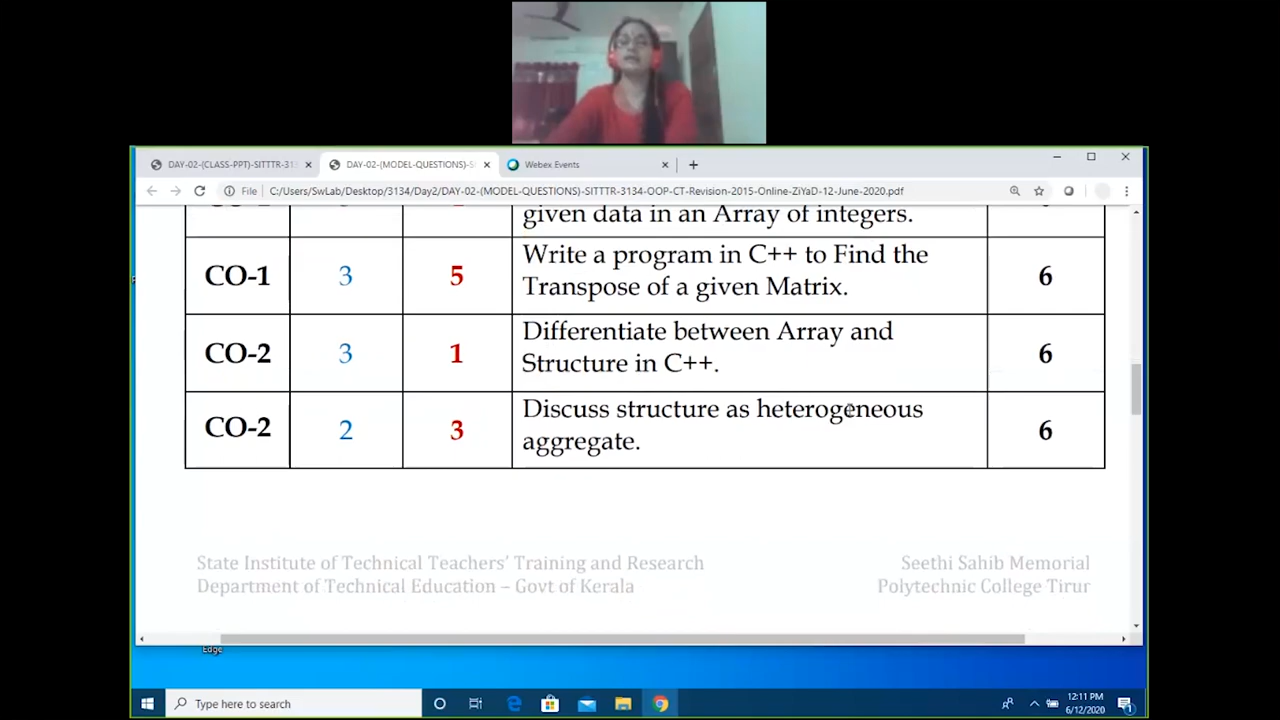 DAY-02-(CLASS-PPT)-SITTTR-313
DAY-02-(MODEL-QUESTIONS)-S
Webex Events
File
C:/Users/SwLab/Desktop/3134/Day2/DAY-02-(MODEL-QUESTIONS)-SITTTR-3134-OOP-CT-Revision-2015-Online-ZiYaD-12-June-2020.pdf
given data in an Array of integers.
CO-1 3 5 Write a program in C++ to Find the
Transpose of a given Matrix. 6
CO-2 3 1 Differentiate between Array and
Structure in C++. 6
CO-2 2 3 Discuss structure as heterogeneous
aggregate. 6
State Institute of Technical Teachers' Training and Research
Department of Technical Education – Govt of Kerala
Seethi Sahib Memorial
Polytechnic College Tirur
Edge
Type here to search
12:11 PM
6/12/2020